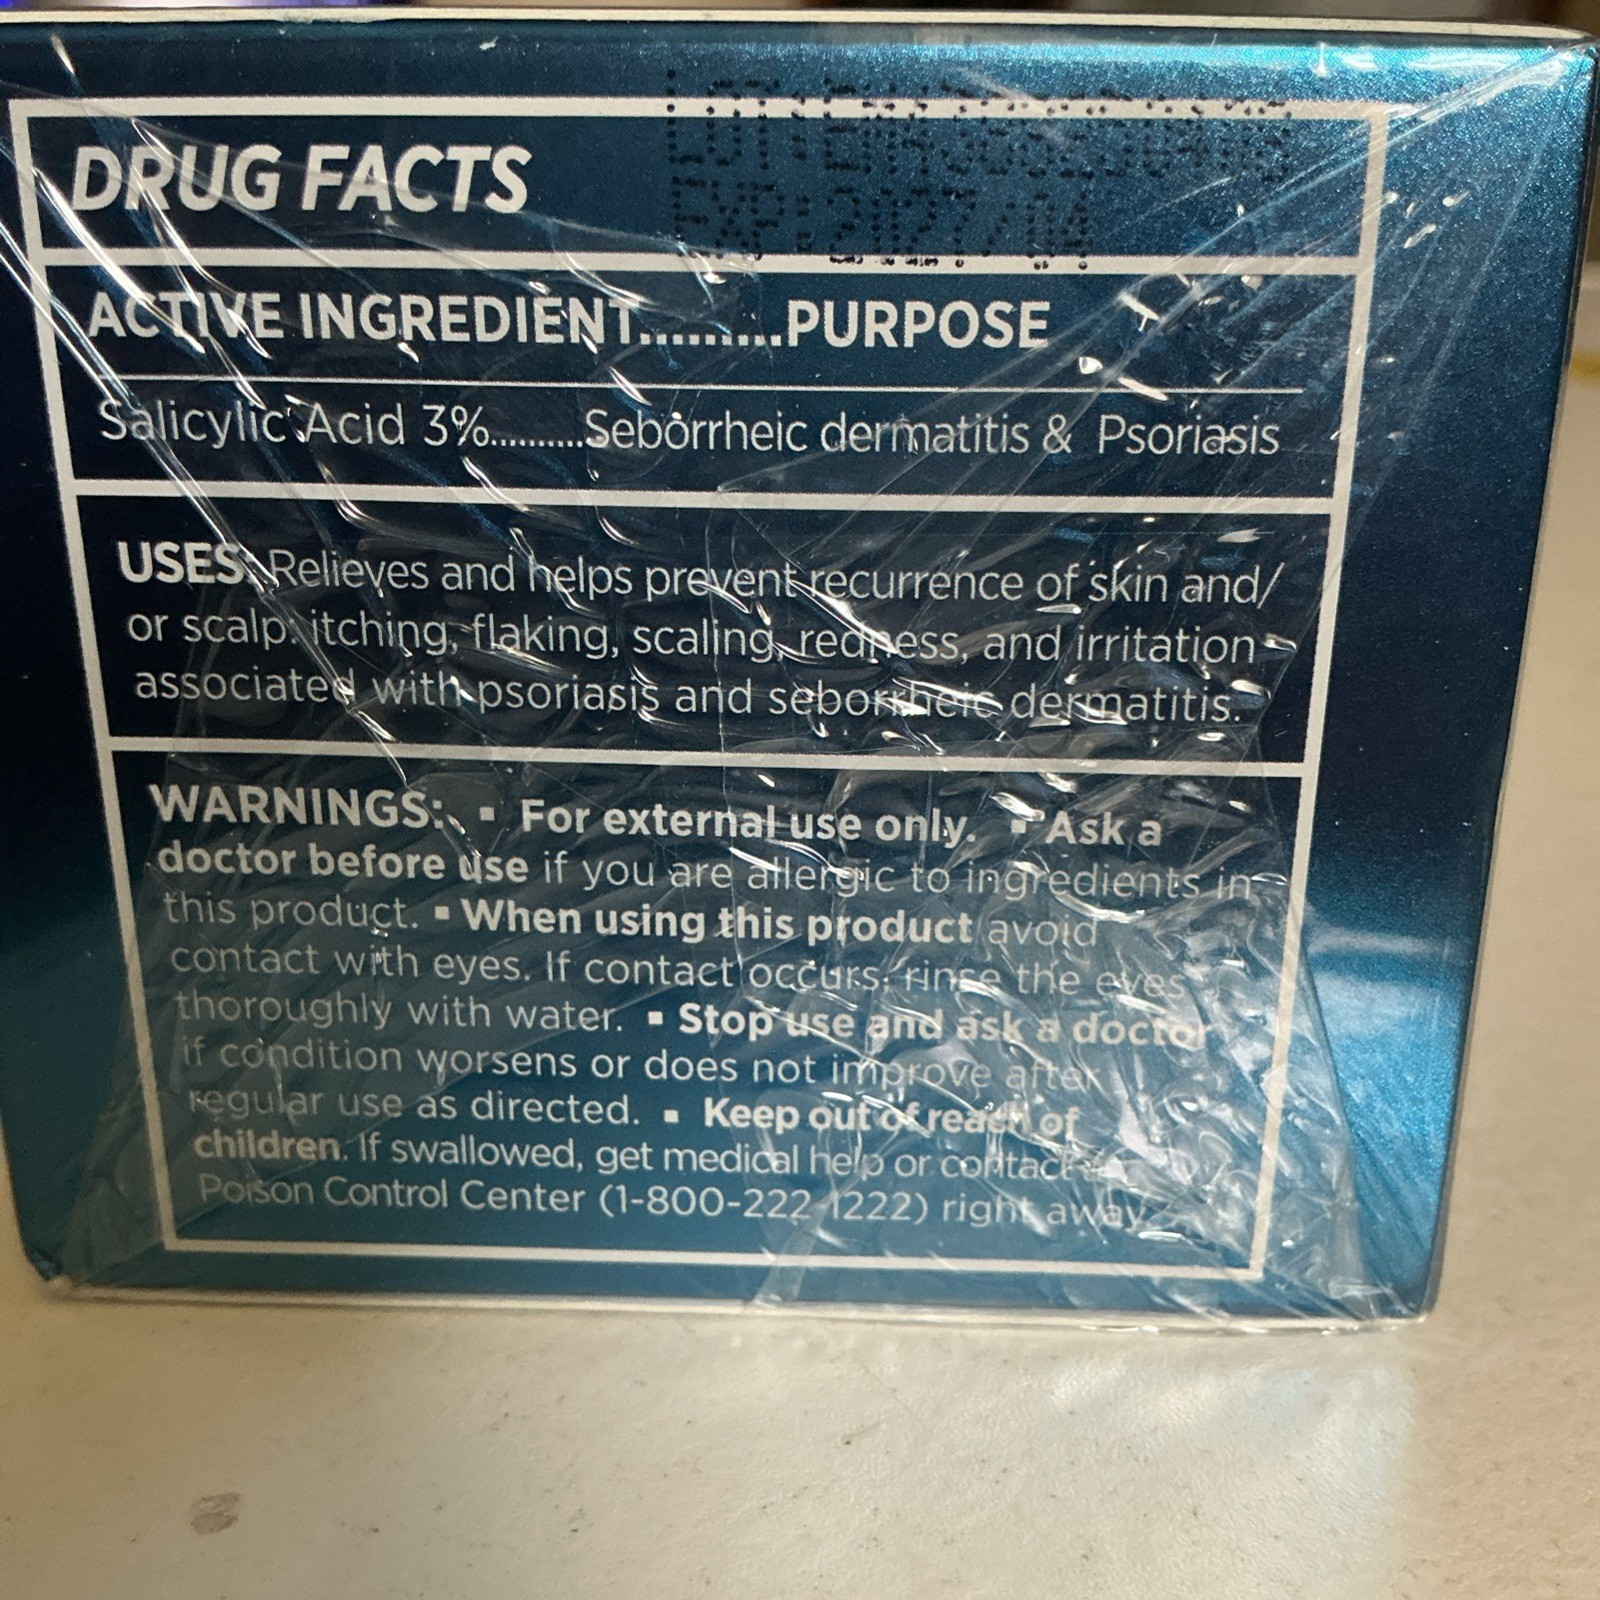 DRUG FACTS
EXP: 2027/04
ACTIVE INGREDIENT.........PURPOSE
Salicylic Acid 3%..........Seborrheic dermatitis & Psoriasis
USES: Relieves and helps prevent recurrence of skin and/
or scalp: itching, flaking, scaling, redness, and irritation
associated with psoriasis and seborrheic dermatitis.
WARNINGS: ▪ For external use only. ▪ Ask a
doctor before use if you are allergic to ingredients in
this product. ▪ When using this product avoid
contact with eyes. If contact occurs, rinse the eyes
thoroughly with water. ▪ Stop use and ask a doctor
if condition worsens or does not improve after
regular use as directed. ▪ Keep out of reach of
children. If swallowed, get medical help or contact
Poison Control Center (1-800-222-1222) right away.